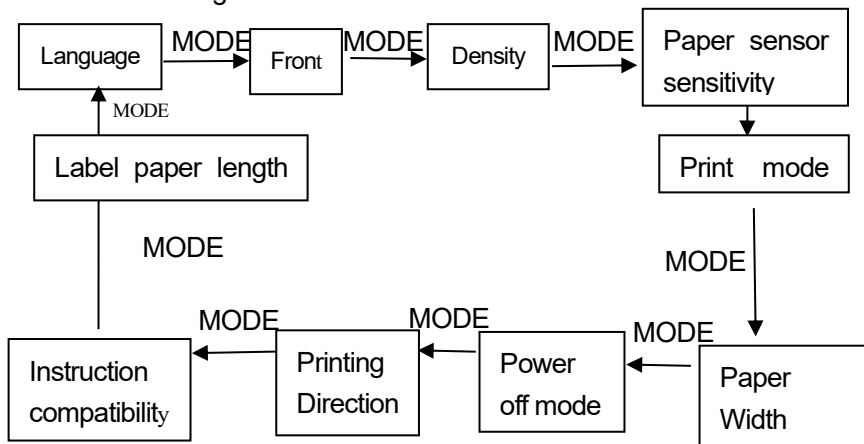 Language
MODE
Front
MODE
Density
MODE
Paper sensor
sensitivity
MODE
Label paper length
Print mode
MODE
MODE
Instruction
compatibility
MODE
Printing
Direction
MODE
Power
off mode
MODE
Paper
Width